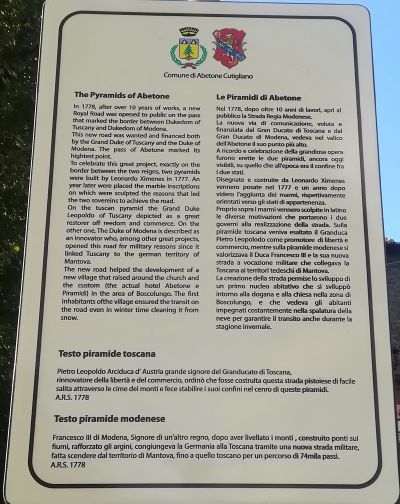 Comune di Abetone Cutigliano
The Pyramids of Abetone
In 1778, after over 10 years of works, a new
Royal Road was opened to public on the pass
that marked the border between Dukedom of
Tuscany and Dukedom of Modena.
This new road was wanted and financed both
by the Grand Duke of Tuscany and the Duke of
Modena. The pass of Abetone marked its
hightest point.
To celebrate this great project, exactly on the
border between the two reigns, two pyramids
were built by Leonardo Ximenes in 1777. An
year later were placed the marble inscriptions
on which were sculpted the reasons that led
the two sovereins to achieve the road.
On the tuscan pyramid the Grand Duke
Leopoldo of Tuscany is depicted as a great
restorer off reedom and commerce. On the
other one, The Duke of Modena is described as
an innovator who, among other great projects,
opened this road for military reasons since it
linked Tuscany to the german territory of
Mantova.
The new road helped the development of a
new village that raised around the church and
the custom (the actual hotel Abetone e
Piramidi) in the area of Boscolungo. The first
inhabitants ofthe village ensured the transit on
the road even in winter time cleaning it from
snow.
Le Piramidi di Abetone
Nel 1778, dopo oltre 10 anni di lavori, aprì al
pubblico la Strada Regia Modenese.
La nuova via di comunicazione, voluta e
finanziata dal Gran Ducato di Toscana e dal
Gran Ducato di Modena, vedeva nel valico
dell'Abetone il suo punto più alto.
A ricordo e celebrazione della grandiosa opera
furono erette le due piramidi, ancora oggi
visibili, su quello che all'epoca era il confine fra
i due stati.
Disegnate e costruite da Leonardo Ximenes
vennero posate nel 1777 e un anno dopo
videro l'aggiunta dei marmi, rispettivamente
orientati verso gli stati di appartenenza.
Proprio sopra i marmi vennero scolpite in latino
le diverse motivazioni che portarono i due
governi alla realizzazione della strada. Sulla
piramide toscana verrà esaltato il Granduca
Pietro Leopoldo come promotore di libertà e
commercio, mentre sulla piramide modenese si
valorizzava il Duca Francesco III e la sua nuova
strada a vocazione militare che collegava la
Toscana ai territori tedeschi di Mantova.
La creazione della strada permise lo sviluppo di
un primo nucleo abitativo che si sviluppò
intorno alla dogana e alla chiesa nella zona di
Boscolungo, e che vedeva gli abitanti
impegnati costantemente nella spalatura della
neve per garantire il transito anche durante la
stagione invernale.
Testo piramide toscana
Pietro Leopoldo Arciduca d' Austria grande signore del Granducato di Toscana,
rinnovatore della libertà e del commercio, ordinò che fosse costruita questa strada pistoiese di facile
salita attraverso le cime dei monti e fece stabilire i suoi confini nel centro di queste piramidi.
A.R.S. 1778
Testo piramide modenese
Francesco III di Modena, Signore di un'altro regno, dopo aver livellato i monti , construito ponti sui
fiumi, rafforzato gli argini, congiungeva la Germania alla Toscana tramite una nuova strada militare,
fatta scendere dal territorio di Mantova, fino a quello toscano per un percorso di 74mila passi.
A.R.S. 1778